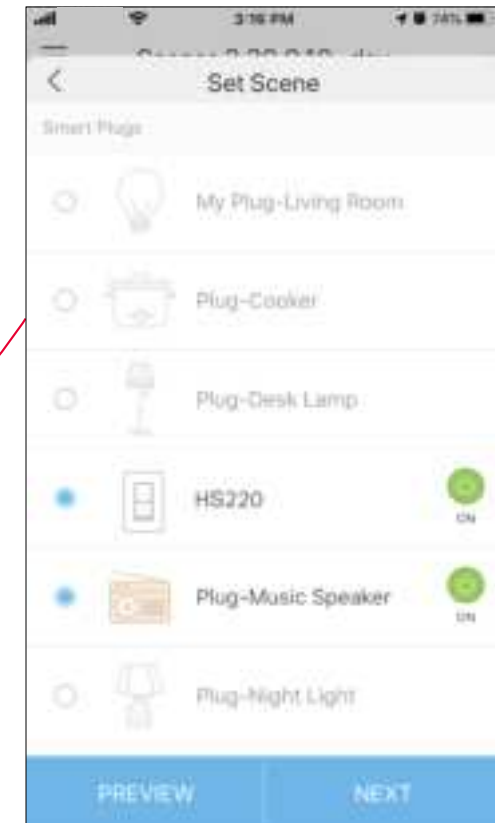 3:16 PM
74%
Set Scene
Smart Plugs
My Plug-Living Room
Plug-Cooker
Plug-Desk Lamp
HS220
ON
Plug-Music Speaker
ON
Plug-Night Light
PREVIEW
NEXT